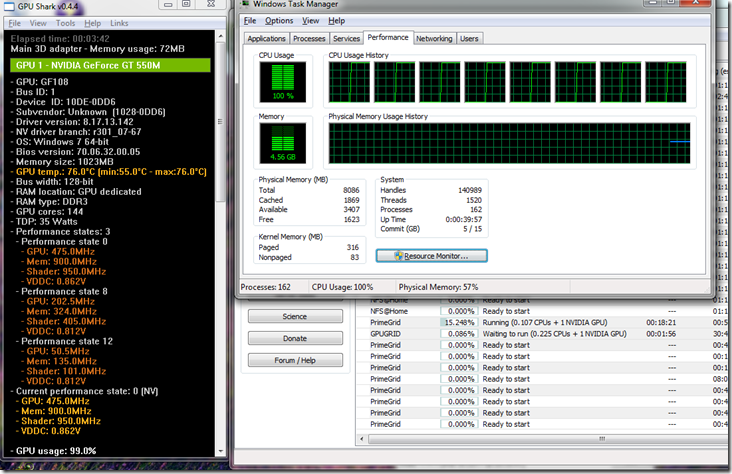 GPU Shark v0.4.4
File View Tools Links
Elapsed time: 00:03:42
Main 3D adapter - Memory usage: 72MB
GPU 1 - NVIDIA GeForce GT 550M
- GPU: GF108
- Bus ID: 1
- Device ID: 10DE-0DD6
- Subvendor: Unknown (1028-0DD6)
- Driver version: 8.17.13.142
- NV driver branch: r301_07-67
- OS: Windows 7 64-bit
- Bios version: 70.06.32.00.05
- Memory size: 1023MB
- GPU temp.: 76.0°C (min:55.0°C - max:76.0°C)
- Bus width: 128-bit
- RAM location: GPU dedicated
- RAM type: DDR3
- GPU cores: 144
- TDP: 35 Watts
- Performance states: 3
- Performance state 0
- GPU: 475.0MHz
- Mem: 900.0MHz
- Shader: 950.0MHz
- VDDC: 0.862V
- Performance state 8
- GPU: 202.5MHz
- Mem: 324.0MHz
- Shader: 405.0MHz
- VDDC: 0.812V
- Performance state 12
- GPU: 50.5MHz
- Mem: 135.0MHz
- Shader: 101.0MHz
- VDDC: 0.812V
- Current performance state: 0 [NV]
- GPU: 475.0MHz
- Mem: 900.0MHz
- Shader: 950.0MHz
- VDDC: 0.862V
- GPU usage: 99.0%
Windows Task Manager
File Options View Help
Applications Processes Services Performance Networking Users
CPU Usage CPU Usage History
100 %
Memory Physical Memory Usage History
4.56 GB
Physical Memory (MB)
Total 8086
Cached 1869
Available 3407
Free 1623
Kernel Memory (MB)
Paged 316
Nonpaged 83
System
Handles 140989
Threads 1520
Processes 162
Up Time 0:00:39:57
Commit (GB) 5 / 15
Resource Monitor...
Processes: 162 CPU Usage: 100% Physical Memory: 57%
Science
Donate
Forum / Help
NFS@Home 0.000% Ready to start ---
NFS@Home 0.000% Ready to start ---
PrimeGrid 15.248% Running (0.107 CPUs + 1 NVIDIA GPU) 00:18:21
GPUGRID 0.086% Waiting to run (0.225 CPUs + 1 NVIDIA GPU) 00:01:56
PrimeGrid 0.000% Ready to start ---
PrimeGrid 0.000% Ready to start ---
PrimeGrid 0.000% Ready to start ---
PrimeGrid 0.000% Ready to start ---
PrimeGrid 0.000% Ready to start ---
PrimeGrid 0.000% Ready to start ---